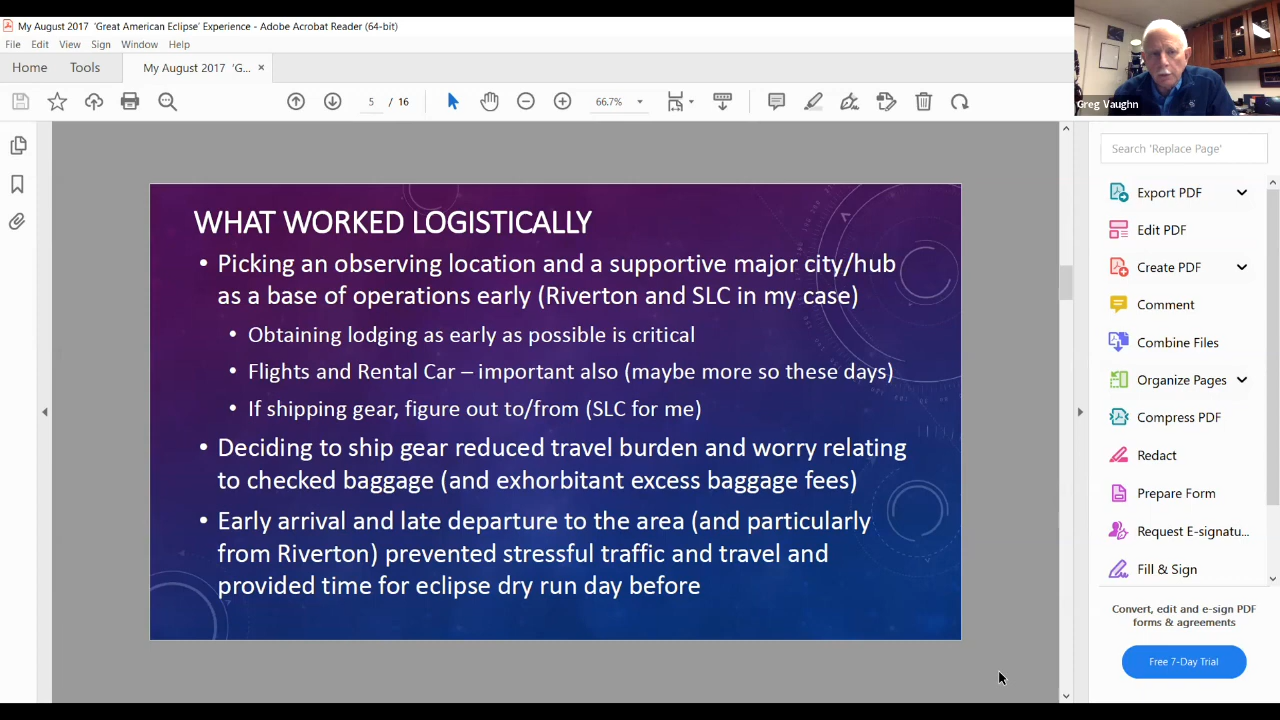 My August 2017 'Great American Eclipse' Experience - Adobe Acrobat Reader (64-bit)
File Edit View Sign Window Help
Home Tools My August 2017 'G... ×
5 / 16 66.7%
Greg Vaughn
Search 'Replace Page'
Export PDF
Edit PDF
Create PDF
Comment
Combine Files
Organize Pages
Compress PDF
Redact
Prepare Form
Request E-signatu...
Fill & Sign
Convert, edit and e-sign PDF
forms & agreements
Free 7-Day Trial
WHAT WORKED LOGISTICALLY
• Picking an observing location and a supportive major city/hub
as a base of operations early (Riverton and SLC in my case)
• Obtaining lodging as early as possible is critical
• Flights and Rental Car – important also (maybe more so these days)
• If shipping gear, figure out to/from (SLC for me)
• Deciding to ship gear reduced travel burden and worry relating
to checked baggage (and exhorbitant excess baggage fees)
• Early arrival and late departure to the area (and particularly
from Riverton) prevented stressful traffic and travel and
provided time for eclipse dry run day before